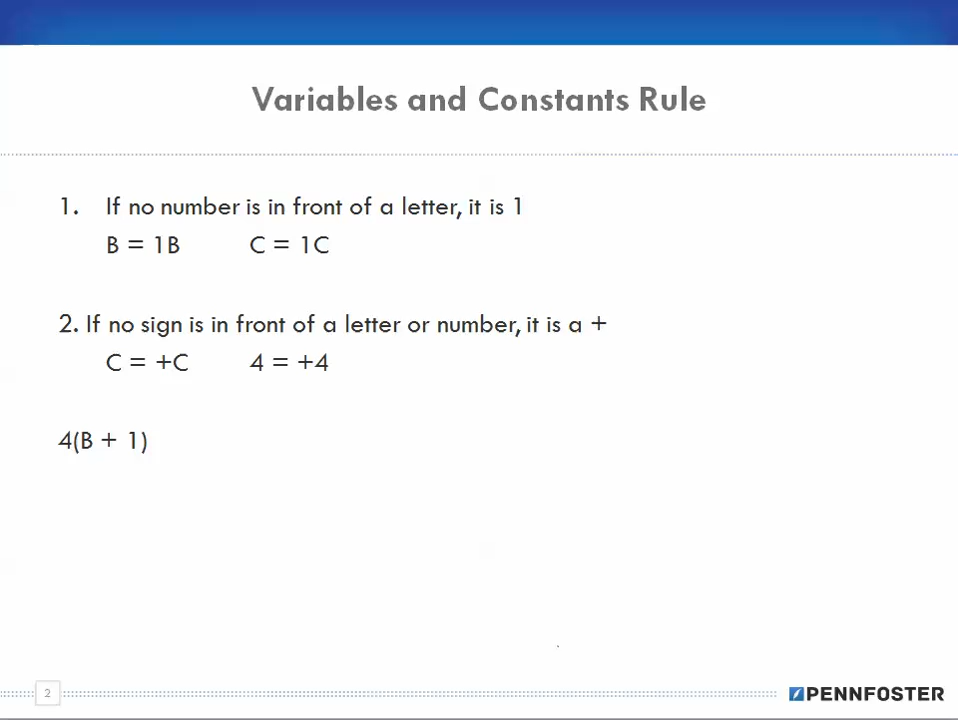 Variables and Constants Rule
1. If no number is in front of a letter, it is 1
B = 1B C = 1C
2. If no sign is in front of a letter or number, it is a +
C = +C 4 = +4
4(B + 1)
2
PENNFOSTER